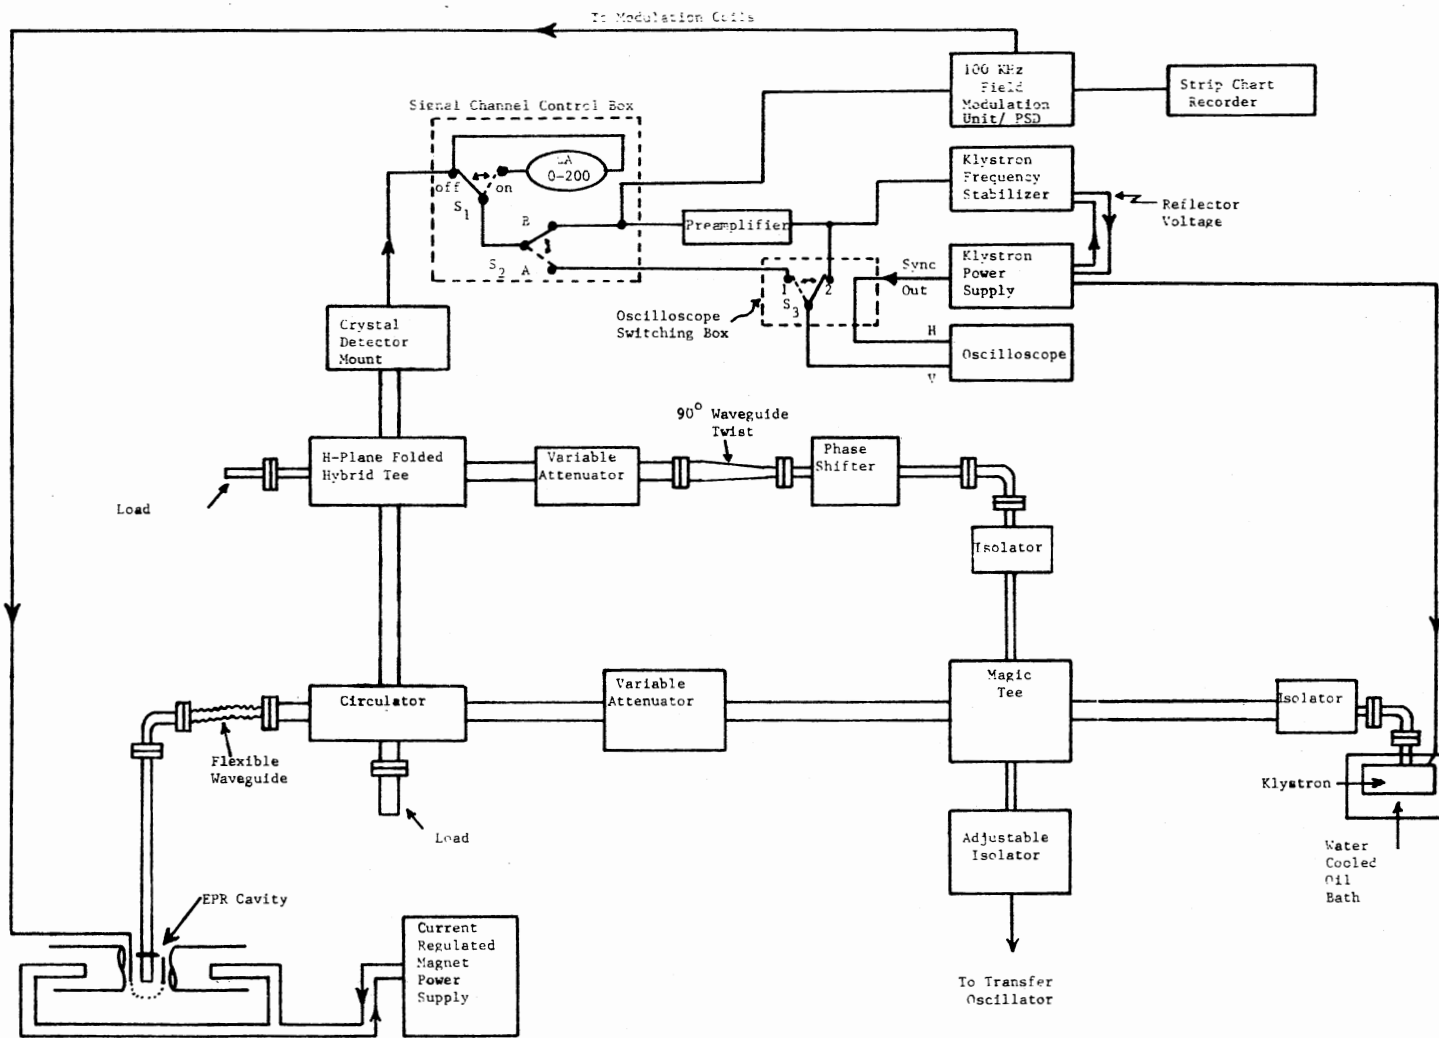 To Modulation Coils
100 KHz
Field
Modulation
Unit/ PSD
Strip Chart
Recorder
Signal Channel Control Box
0-200
off
on
S1
B
S2
A
Preamplifier
Klystron
Frequency
Stabilizer
Reflector
Voltage
Klystron
Power
Supply
Sync
Out
1
2
S3
Oscilloscope
Switching Box
H
V
Oscilloscope
Crystal
Detector
Mount
90° Waveguide
Twist
H-Plane Folded
Hybrid Tee
Variable
Attenuator
Phase
Shifter
Load
Isolator
Circulator
Variable
Attenuator
Magic
Tee
Isolator
Flexible
Waveguide
Klystron
Load
Adjustable
Isolator
Water
Cooled
Oil
Bath
EPR Cavity
Current
Regulated
Magnet
Power
Supply
To Transfer
Oscillator